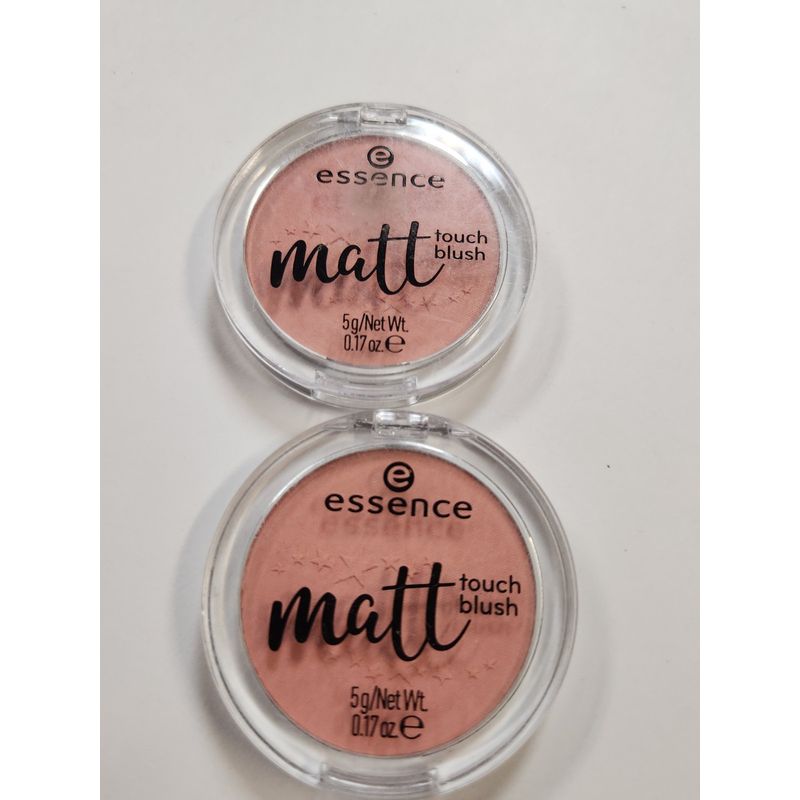 e
essence
matt touch blush
5g/Net Wt.
0.17 oz. ℮
e
essence
matt touch blush
5g/Net Wt.
0.17 oz ℮